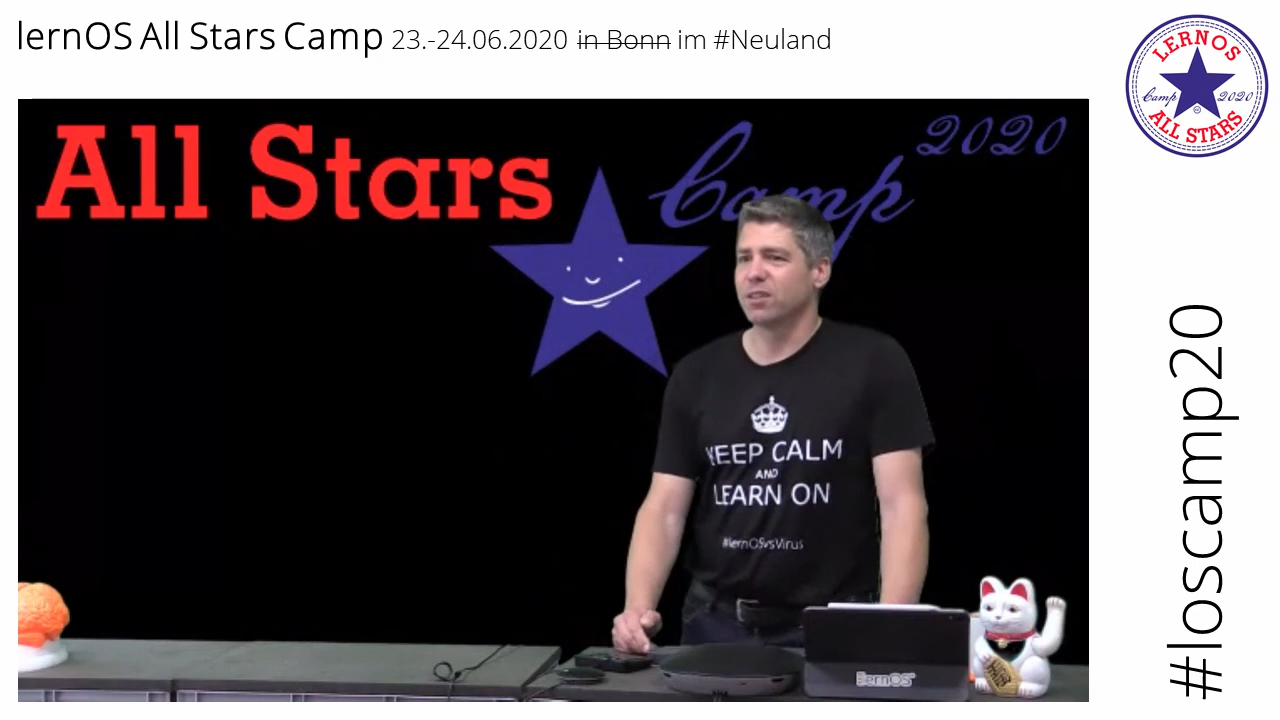 lernOS All Stars Camp 23.-24.06.2020 in Bonn im #Neuland
LERNOS
Camp 2020
ALL STARS
All Stars Camp 2020
KEEP CALM
AND
LEARN ON
#lernOSvsVirus
lernOS
#loscamp20